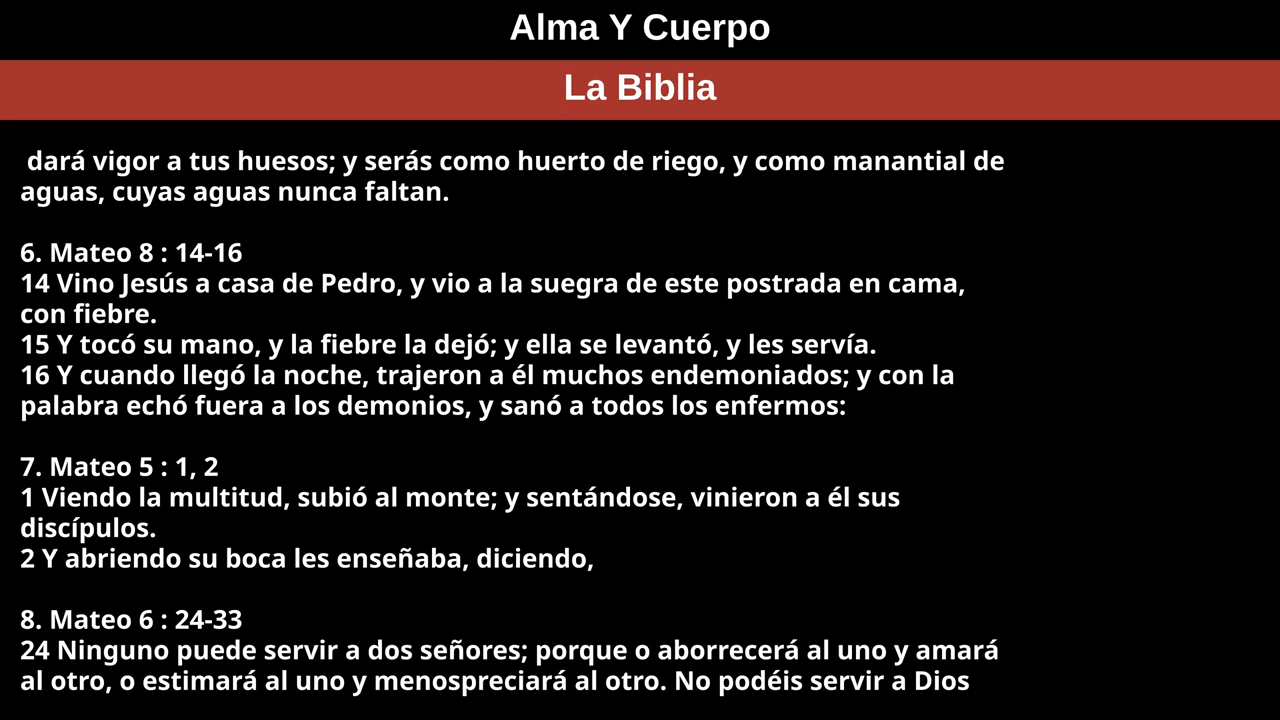 Alma Y Cuerpo
La Biblia
dará vigor a tus huesos; y serás como huerto de riego, y como manantial de
aguas, cuyas aguas nunca faltan.
6. Mateo 8 : 14-16
14 Vino Jesús a casa de Pedro, y vio a la suegra de este postrada en cama,
con fiebre.
15 Y tocó su mano, y la fiebre la dejó; y ella se levantó, y les servía.
16 Y cuando llegó la noche, trajeron a él muchos endemoniados; y con la
palabra echó fuera a los demonios, y sanó a todos los enfermos:
7. Mateo 5 : 1, 2
1 Viendo la multitud, subió al monte; y sentándose, vinieron a él sus
discípulos.
2 Y abriendo su boca les enseñaba, diciendo,
8. Mateo 6 : 24-33
24 Ninguno puede servir a dos señores; porque o aborrecerá al uno y amará
al otro, o estimará al uno y menospreciará al otro. No podéis servir a Dios